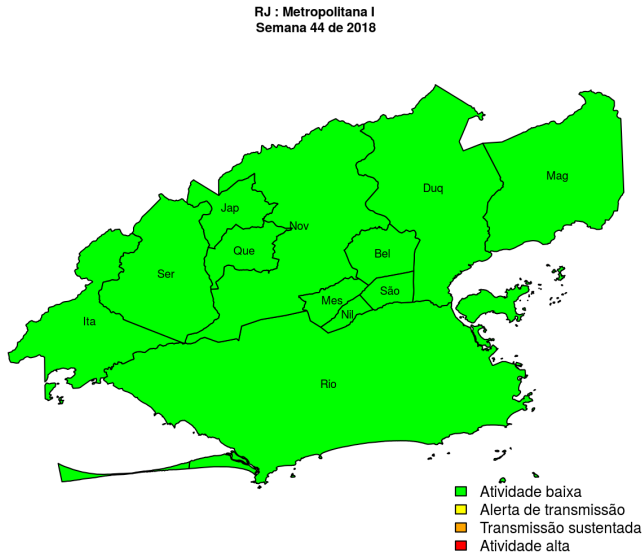 RJ : Metropolitana I
Semana 44 de 2018
Mag
Duq
Jap
Nov
Que
Bel
Ser
São
Mes
Nil
Ita
Rio
Atividade baixa
Alerta de transmissão
Transmissão sustentada
Atividade alta